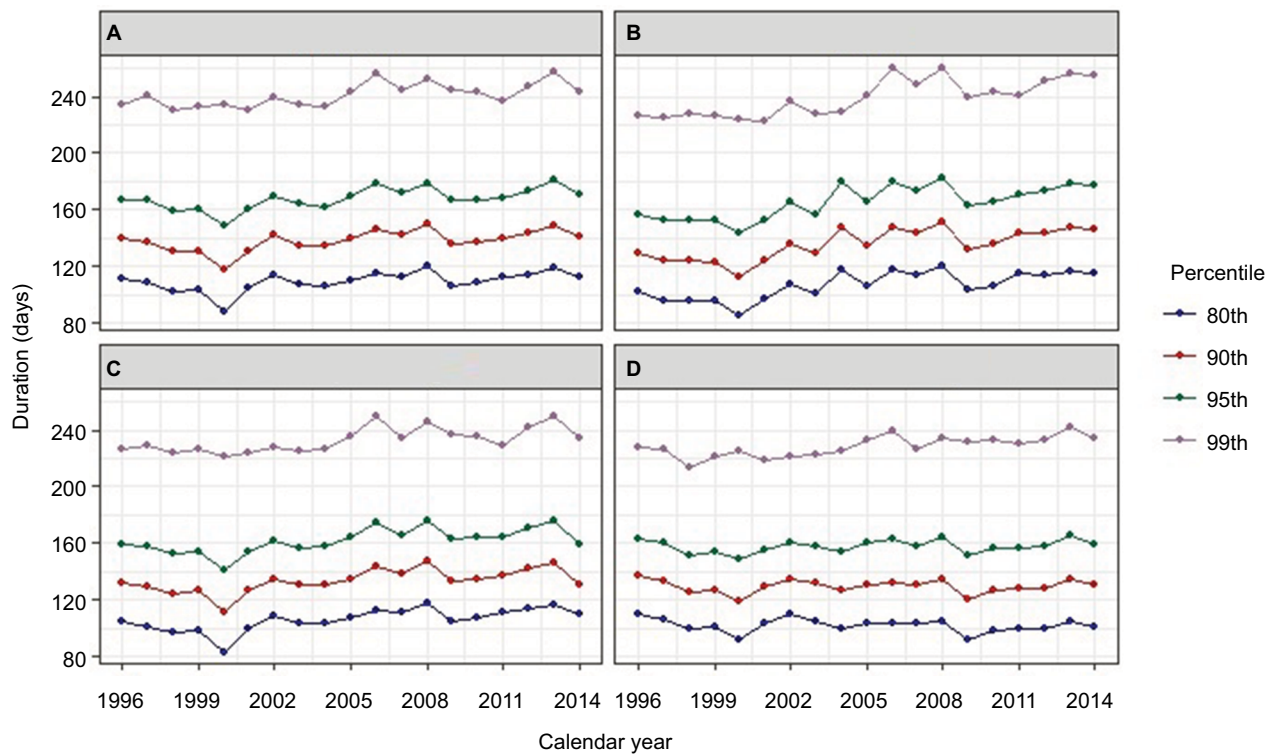 A
B
240
200
160
120
80
C
D
240
200
160
120
80
Duration (days)
1996 1999 2002 2005 2008 2011 2014
1996 1999 2002 2005 2008 2011 2014
Calendar year
Percentile
80th
90th
95th
99th